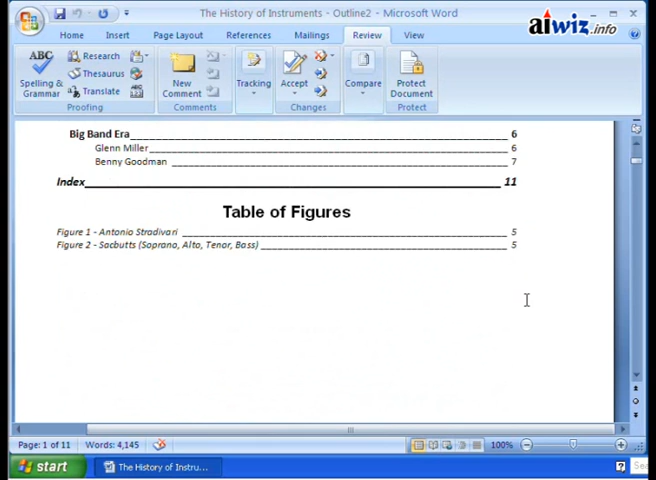 The History of Instruments - Outline2 - Microsoft Word
aiwiz.info
Home Insert Page Layout References Mailings Review View
ABC
Spelling & Grammar
Research
Thesaurus
Translate
Proofing
New Comment
Comments
Tracking
Accept
Changes
Compare
Protect Document
Protect
Big Band Era 6
Glenn Miller 6
Benny Goodman 7
Index 11
Table of Figures
Figure 1 - Antonio Stradivari 5
Figure 2 - Sacbutts (Soprano, Alto, Tenor, Bass) 5
Page: 1 of 11 Words: 4,145 100%
start The History of Instru... Sea